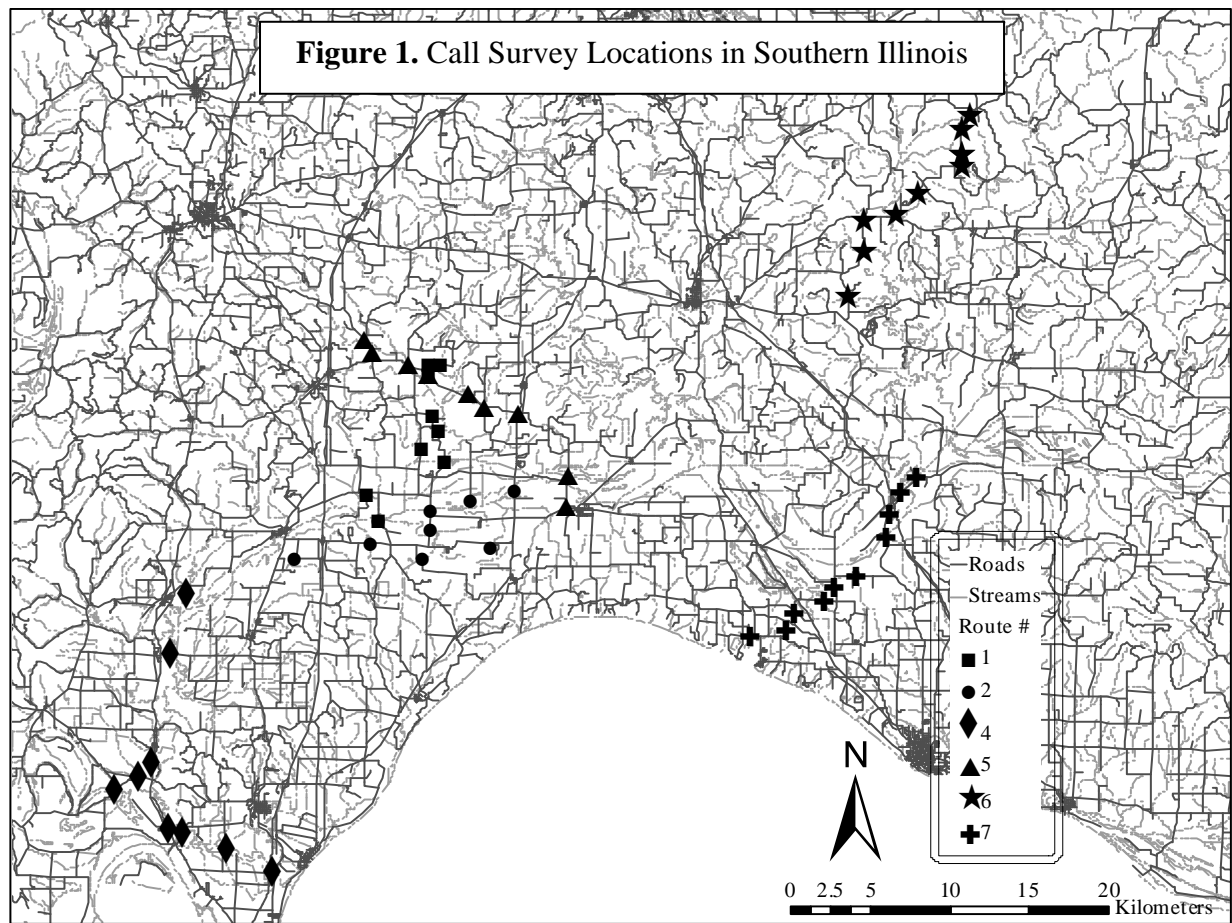 Figure 1. Call Survey Locations in Southern Illinois
Roads
Streams
Route #
1
2
4
5
6
7
N
0 2.5 5 10 15 20
Kilometers